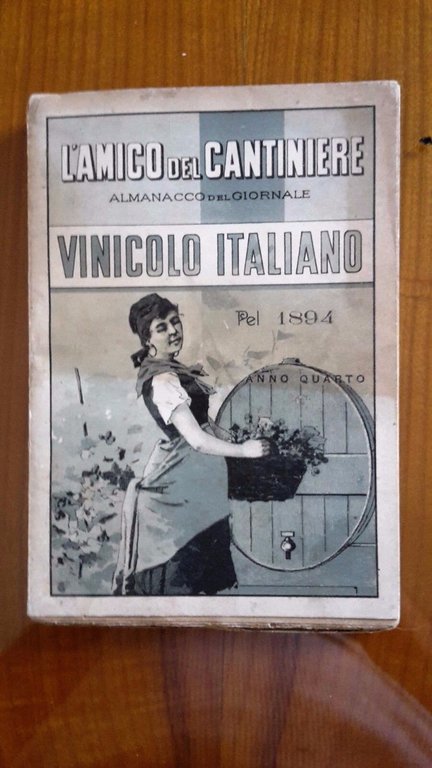 L'AMICO DEL CANTINIERE
ALMANACCO DEL GIORNALE
VINICOLO ITALIANO
Pel 1894
ANNO QUARTO